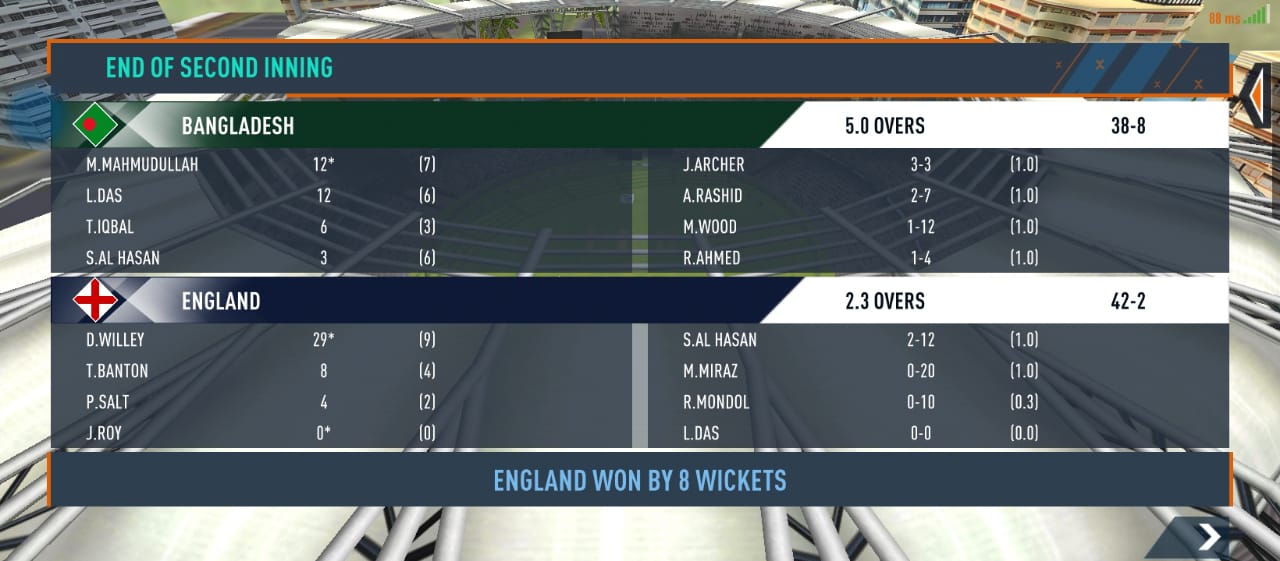 88 ms
END OF SECOND INNING
BANGLADESH 5.0 OVERS 38-8
M.MAHMUDULLAH 12* (7) J.ARCHER 3-3 (1.0)
L.DAS 12 (6) A.RASHID 2-7 (1.0)
T.IQBAL 6 (3) M.WOOD 1-12 (1.0)
S.AL HASAN 3 (6) R.AHMED 1-4 (1.0)
ENGLAND 2.3 OVERS 42-2
D.WILLEY 29* (9) S.AL HASAN 2-12 (1.0)
T.BANTON 8 (4) M.MIRAZ 0-20 (1.0)
P.SALT 4 (2) R.MONDOL 0-10 (0.3)
J.ROY 0* (0) L.DAS 0-0 (0.0)
ENGLAND WON BY 8 WICKETS